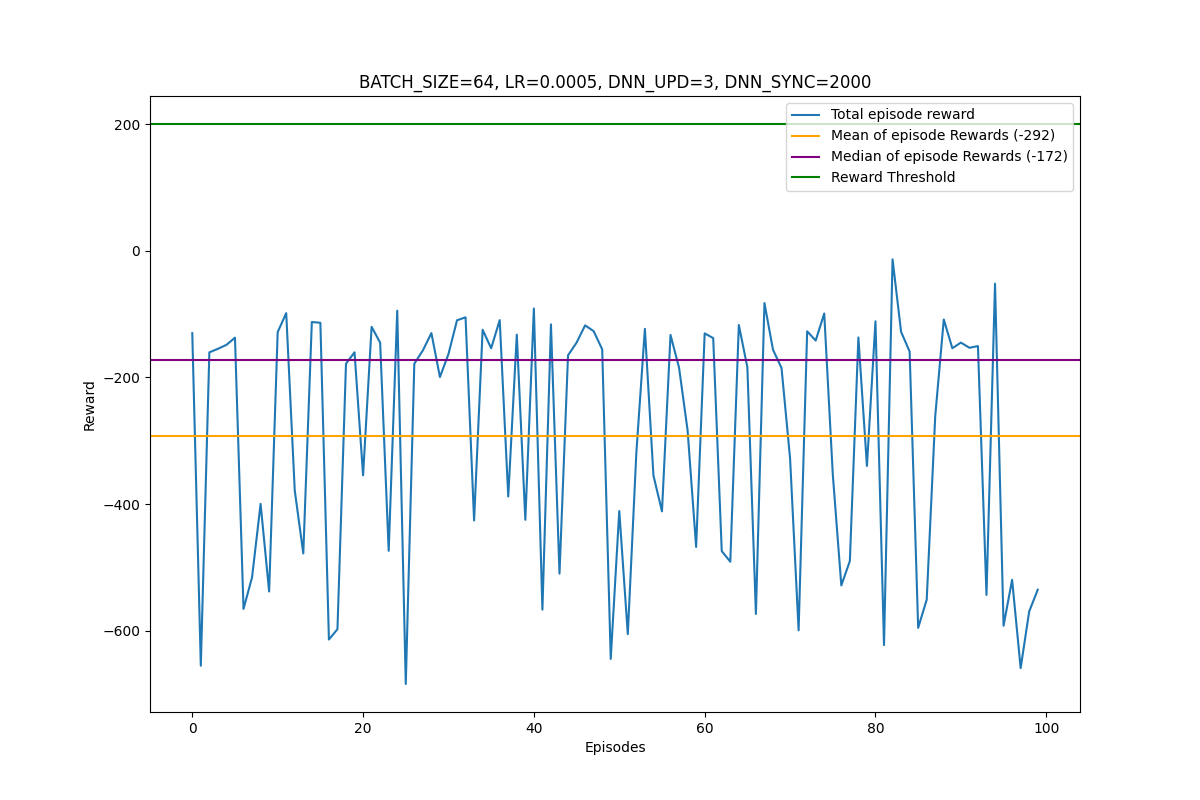 BATCH_SIZE=64, LR=0.0005, DNN_UPD=3, DNN_SYNC=2000
Total episode reward
Mean of episode Rewards (-292)
Median of episode Rewards (-172)
Reward Threshold
200
0
−200
−400
−600
Reward
0
20
40
60
80
100
Episodes